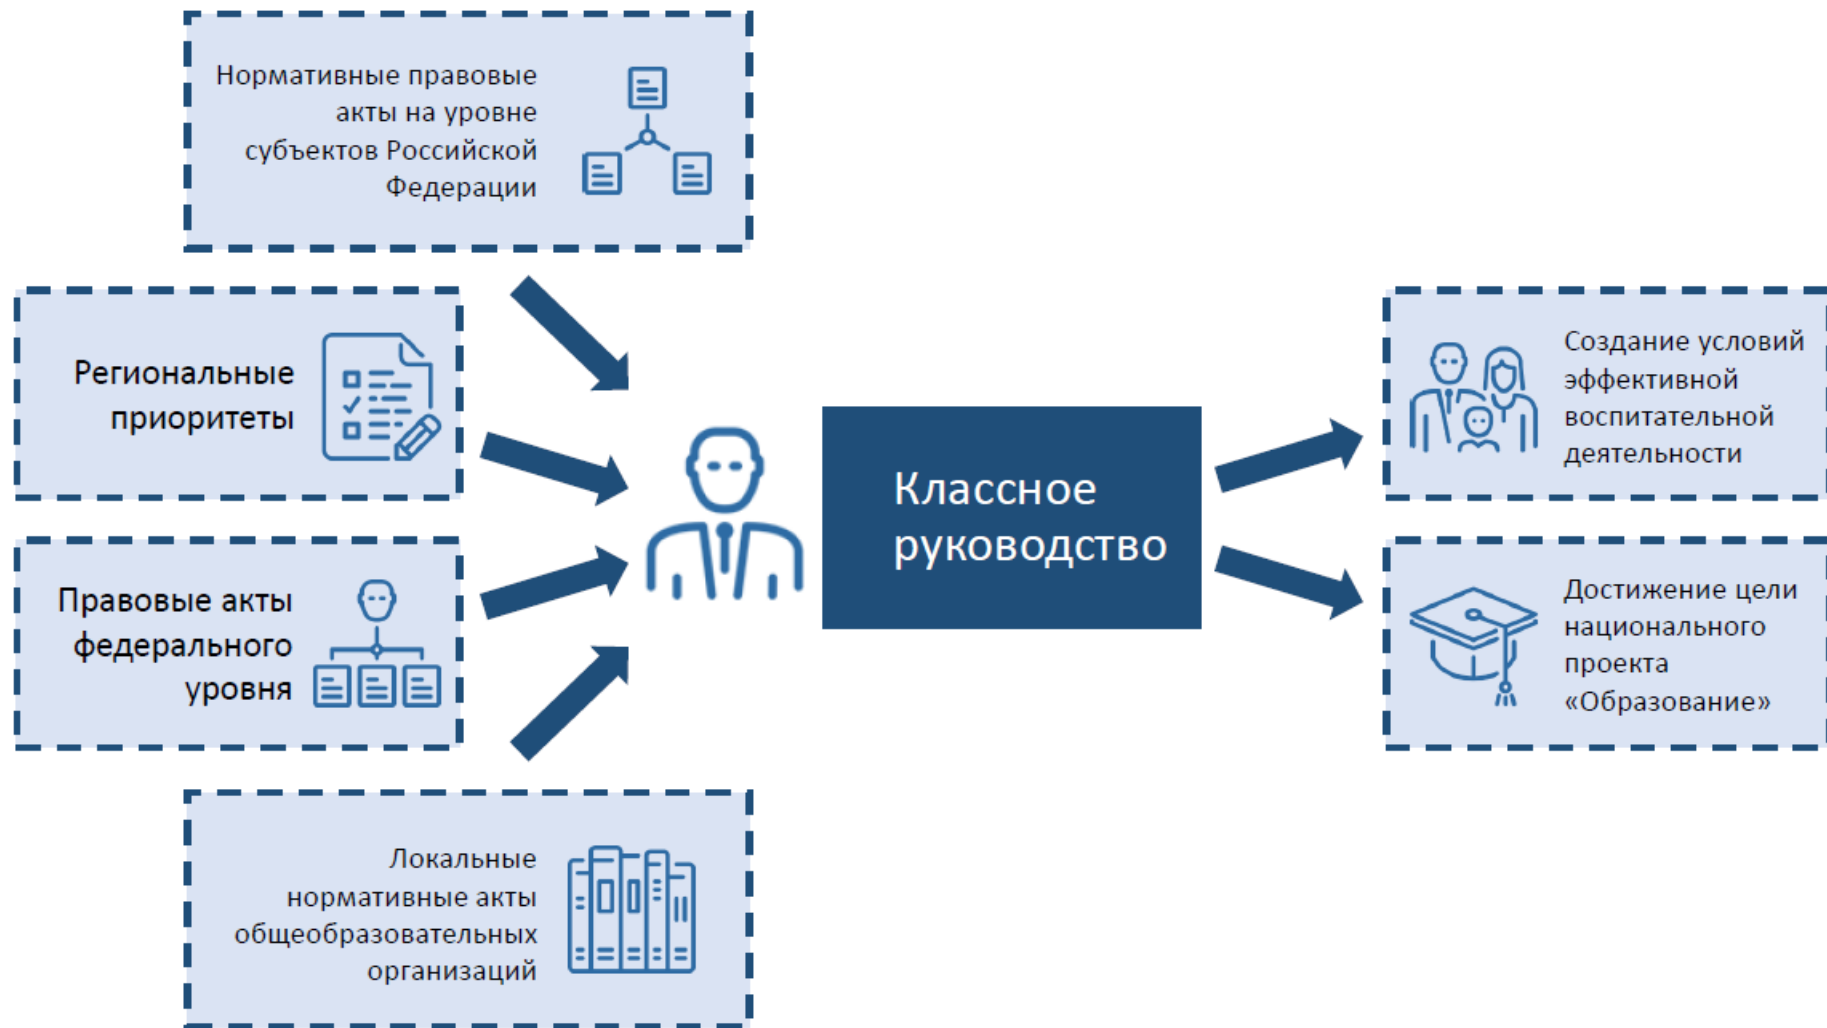 Нормативные правовые
акты на уровне
субъектов Российской
Федерации
Региональные
приоритеты
Правовые акты
федерального
уровня
Локальные
нормативные акты
общеобразовательных
организаций
Классное
руководство
Создание условий
эффективной
воспитательной
деятельности
Достижение цели
национального
проекта
«Образование»